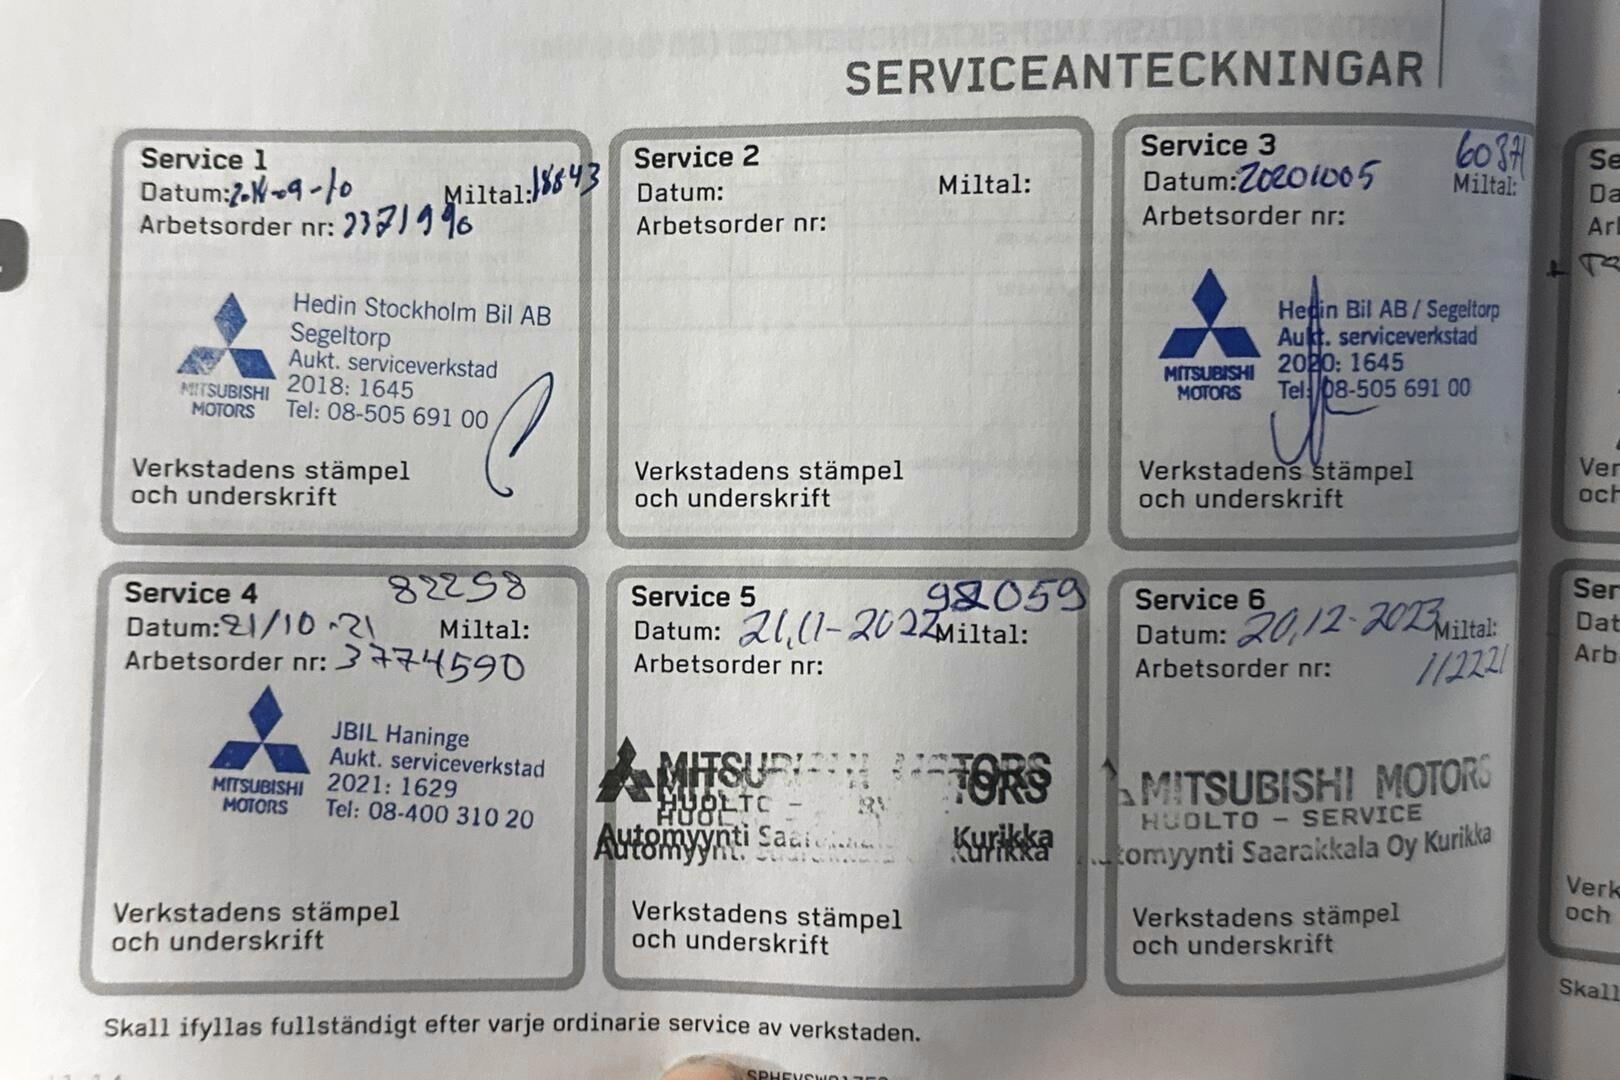 SERVICEANTECKNINGAR
Service 1
Datum: Miltal: 18643
Arbetsorder nr: 2371996
Hedin Stockholm Bil AB
Segeltorp
Aukt. serviceverkstad
2018: 1645
Tel: 08-505 691 00
MITSUBISHI
MOTORS
Verkstadens stämpel
och underskrift
Service 2
Datum: Miltal:
Arbetsorder nr:
Verkstadens stämpel
och underskrift
Service 3
Datum: 20201005 Miltal:
Arbetsorder nr:
Hedin Bil AB / Segeltorp
Aukt. serviceverkstad
2020: 1645
Tel: 08-505 691 00
MITSUBISHI
MOTORS
Verkstadens stämpel
och underskrift
Service 4 82258
Datum: 21/10-21 Miltal:
Arbetsorder nr: 3774590
JBIL Haninge
Aukt. serviceverkstad
2021: 1629
Tel: 08-400 310 20
MITSUBISHI
MOTORS
Verkstadens stämpel
och underskrift
Service 5 98059
Datum: 21,11-2022 Miltal:
Arbetsorder nr:
MITSUBISHI MOTORS
HUOLTO -
Automyynti Kurikka
Verkstadens stämpel
och underskrift
Service 6
Datum: 20,12-2023 Miltal:
Arbetsorder nr: 112221
MITSUBISHI MOTORS
HUOLTO - SERVICE
Automyynti Saarakkala Oy Kurikka
Verkstadens stämpel
och underskrift
Skall ifyllas fullständigt efter varje ordinarie service av verkstaden.